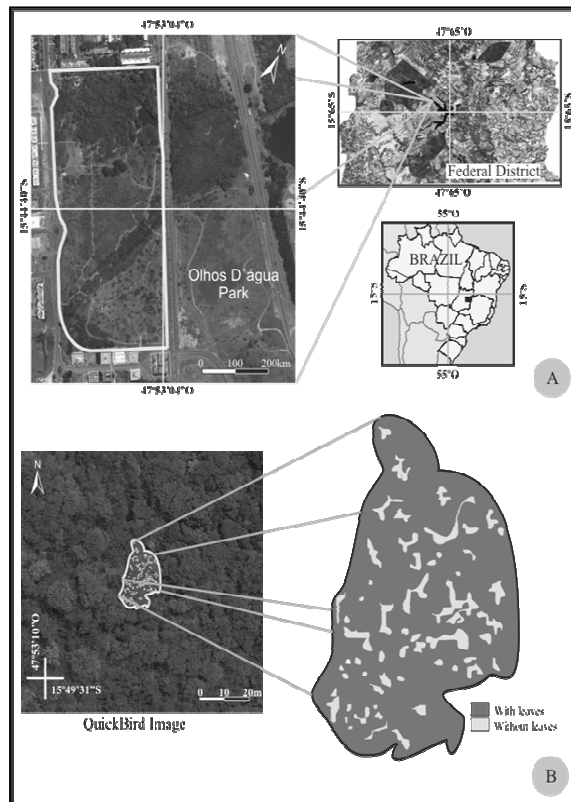 47°53'04"O
15°44'40"S
15°44'40"S
N
Olhos D´agua
Park
0 100 200km
47°53'04"O
47°65'O
15°65'S
15°65'S
Federal District
47°65'O
55°O
BRAZIL
15°S
15°S
55°O
A
N
47°53'10"O
15°49'31"S
0 10 20m
QuickBird Image
With leaves
Without leaves
B